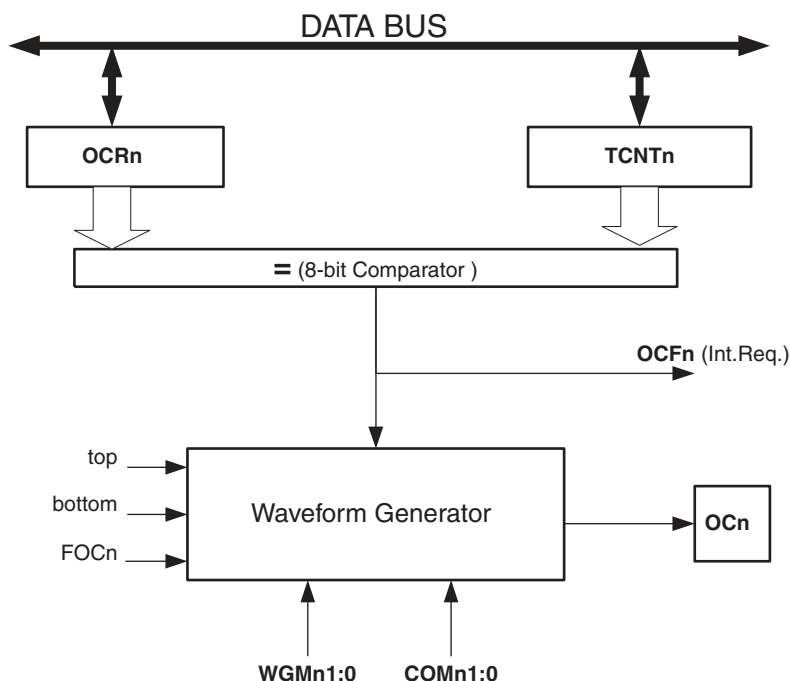 DATA BUS
OCRn
TCNTn
= (8-bit Comparator )
OCFn (Int.Req.)
top
bottom
FOCn
Waveform Generator
OCn
WGMn1:0
COMn1:0